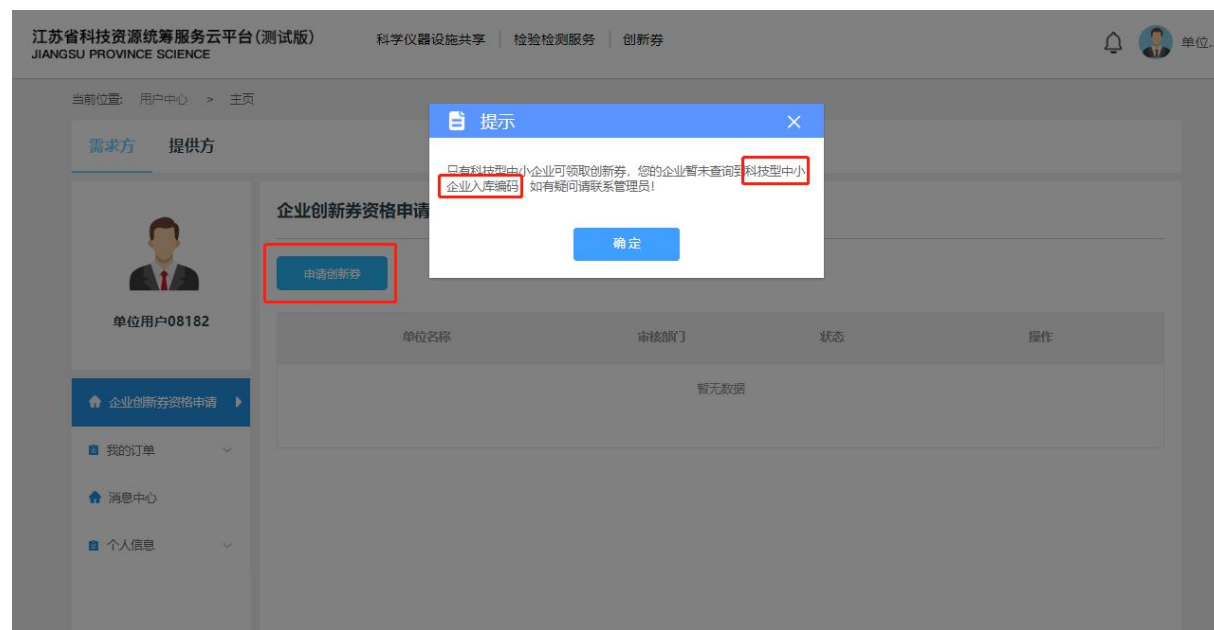 江苏省科技资源统筹服务云平台(测试版)
JIANGSU PROVINCE SCIENCE
科学仪器设施共享 检验检测服务 创新券
单位..
当前位置: 用户中心 > 主页
需求方 提供方
提示
只有科技型中小企业可领取创新券, 您的企业暂未查询到科技型中小
企业入库编码 如有疑问请联系管理员!
确定
企业创新券资格申请
申请创新券
单位用户08182
单位名称 审核部门 状态 操作
暂无数据
企业创新券资格申请
我的订单
消息中心
个人信息